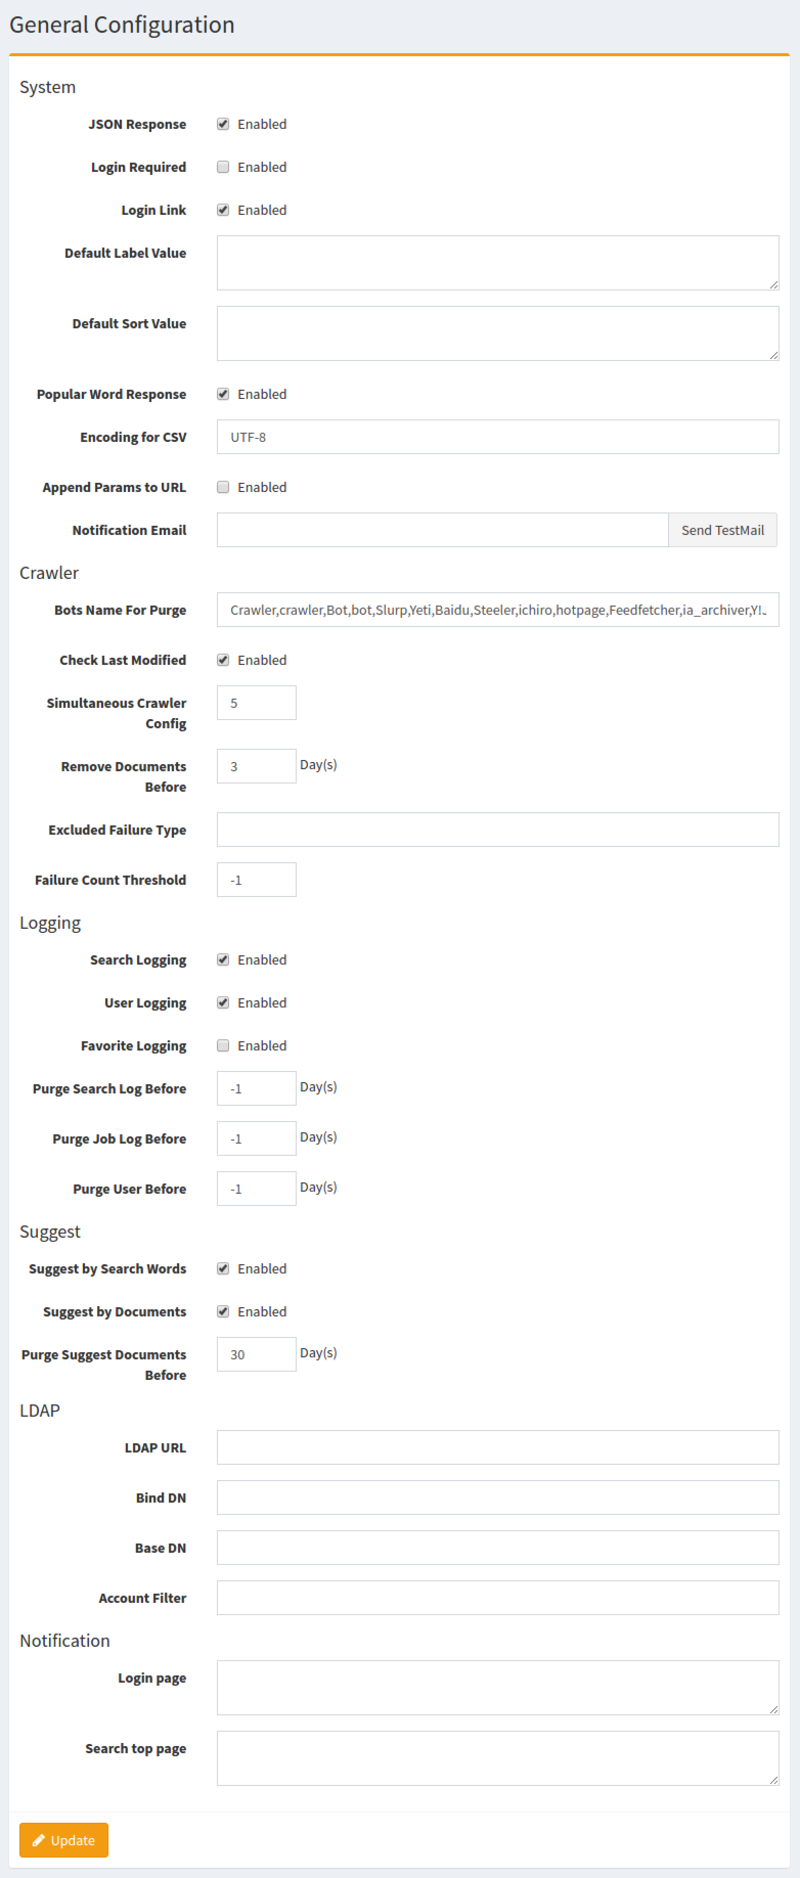 General Configuration
System
JSON Response Enabled
Login Required Enabled
Login Link Enabled
Default Label Value
Default Sort Value
Popular Word Response Enabled
Encoding for CSV UTF-8
Append Params to URL Enabled
Notification Email Send TestMail
Crawler
Bots Name For Purge Crawler,crawler,Bot,bot,Slurp,Yeti,Baidu,Steeler,ichiro,hotpage,Feedfetcher,ia_archiver,Y!
Check Last Modified Enabled
Simultaneous Crawler
Config
5
Remove Documents
Before
3 Day(s)
Excluded Failure Type
Failure Count Threshold -1
Logging
Search Logging Enabled
User Logging Enabled
Favorite Logging Enabled
Purge Search Log Before -1 Day(s)
Purge Job Log Before -1 Day(s)
Purge User Before -1 Day(s)
Suggest
Suggest by Search Words Enabled
Suggest by Documents Enabled
Purge Suggest Documents
Before
30 Day(s)
LDAP
LDAP URL
Bind DN
Base DN
Account Filter
Notification
Login page
Search top page
Update